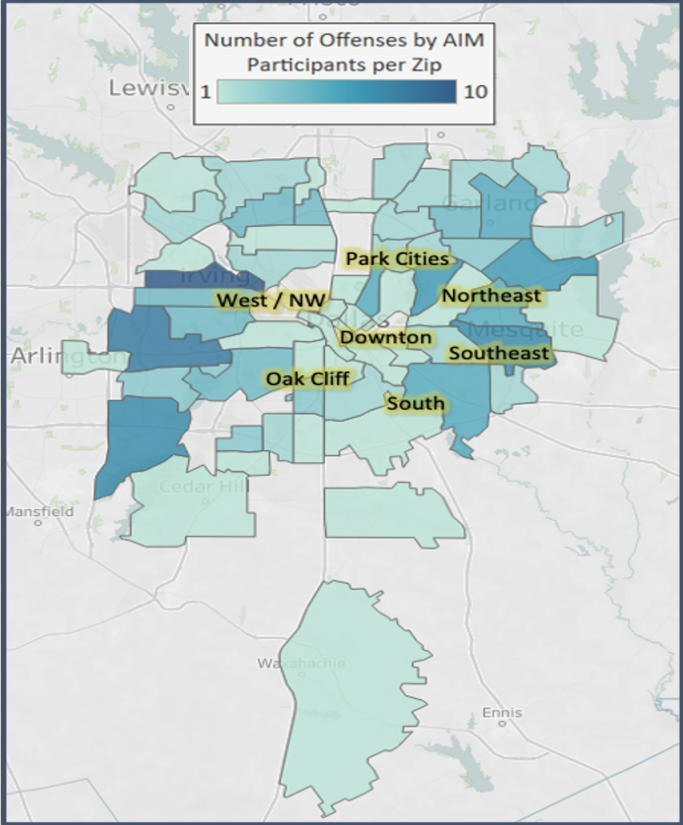 Number of Offenses by AIM
Participants per Zip
1 10
Lewisv
Garland
Park Cities
Irving
West / NW
Northeast
Dallas
Downton
Mesquite
Arlington
Southeast
Oak Cliff
South
Cedar Hill
Mansfield
Waxahachie
Ennis